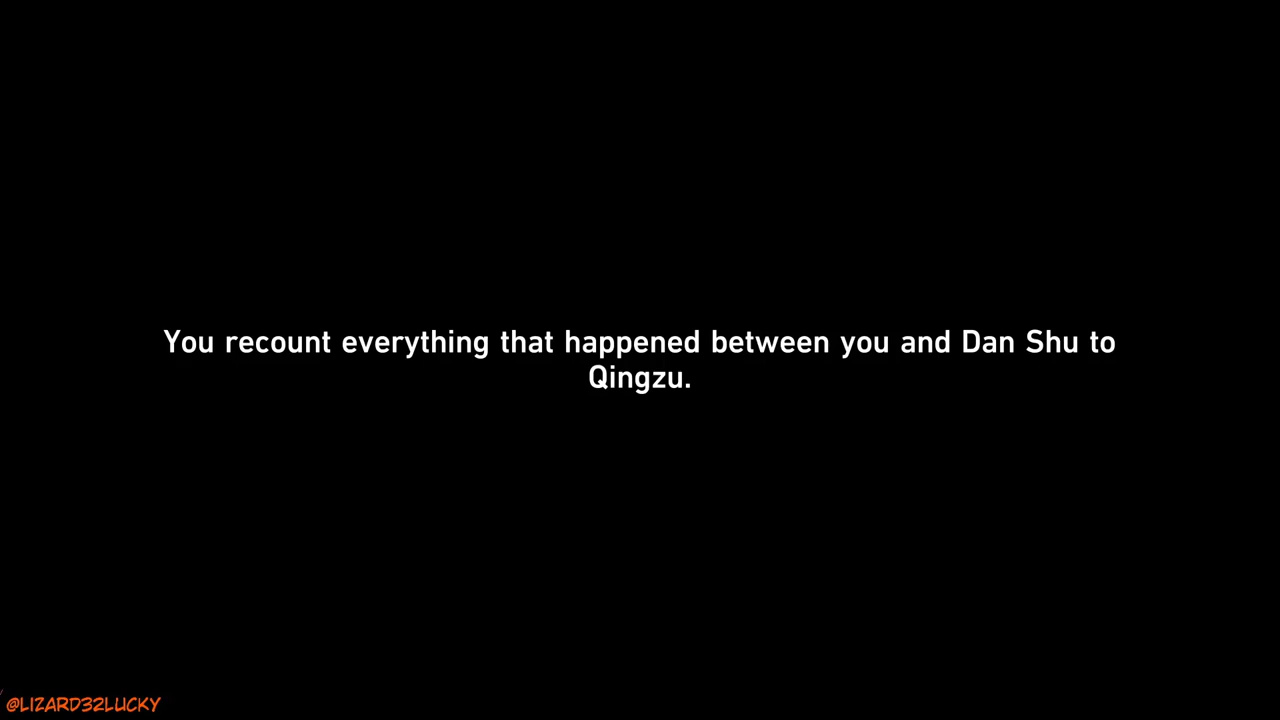 You recount everything that happened between you and Dan Shu to
Qingzu.
@LIZARD32LUCKY